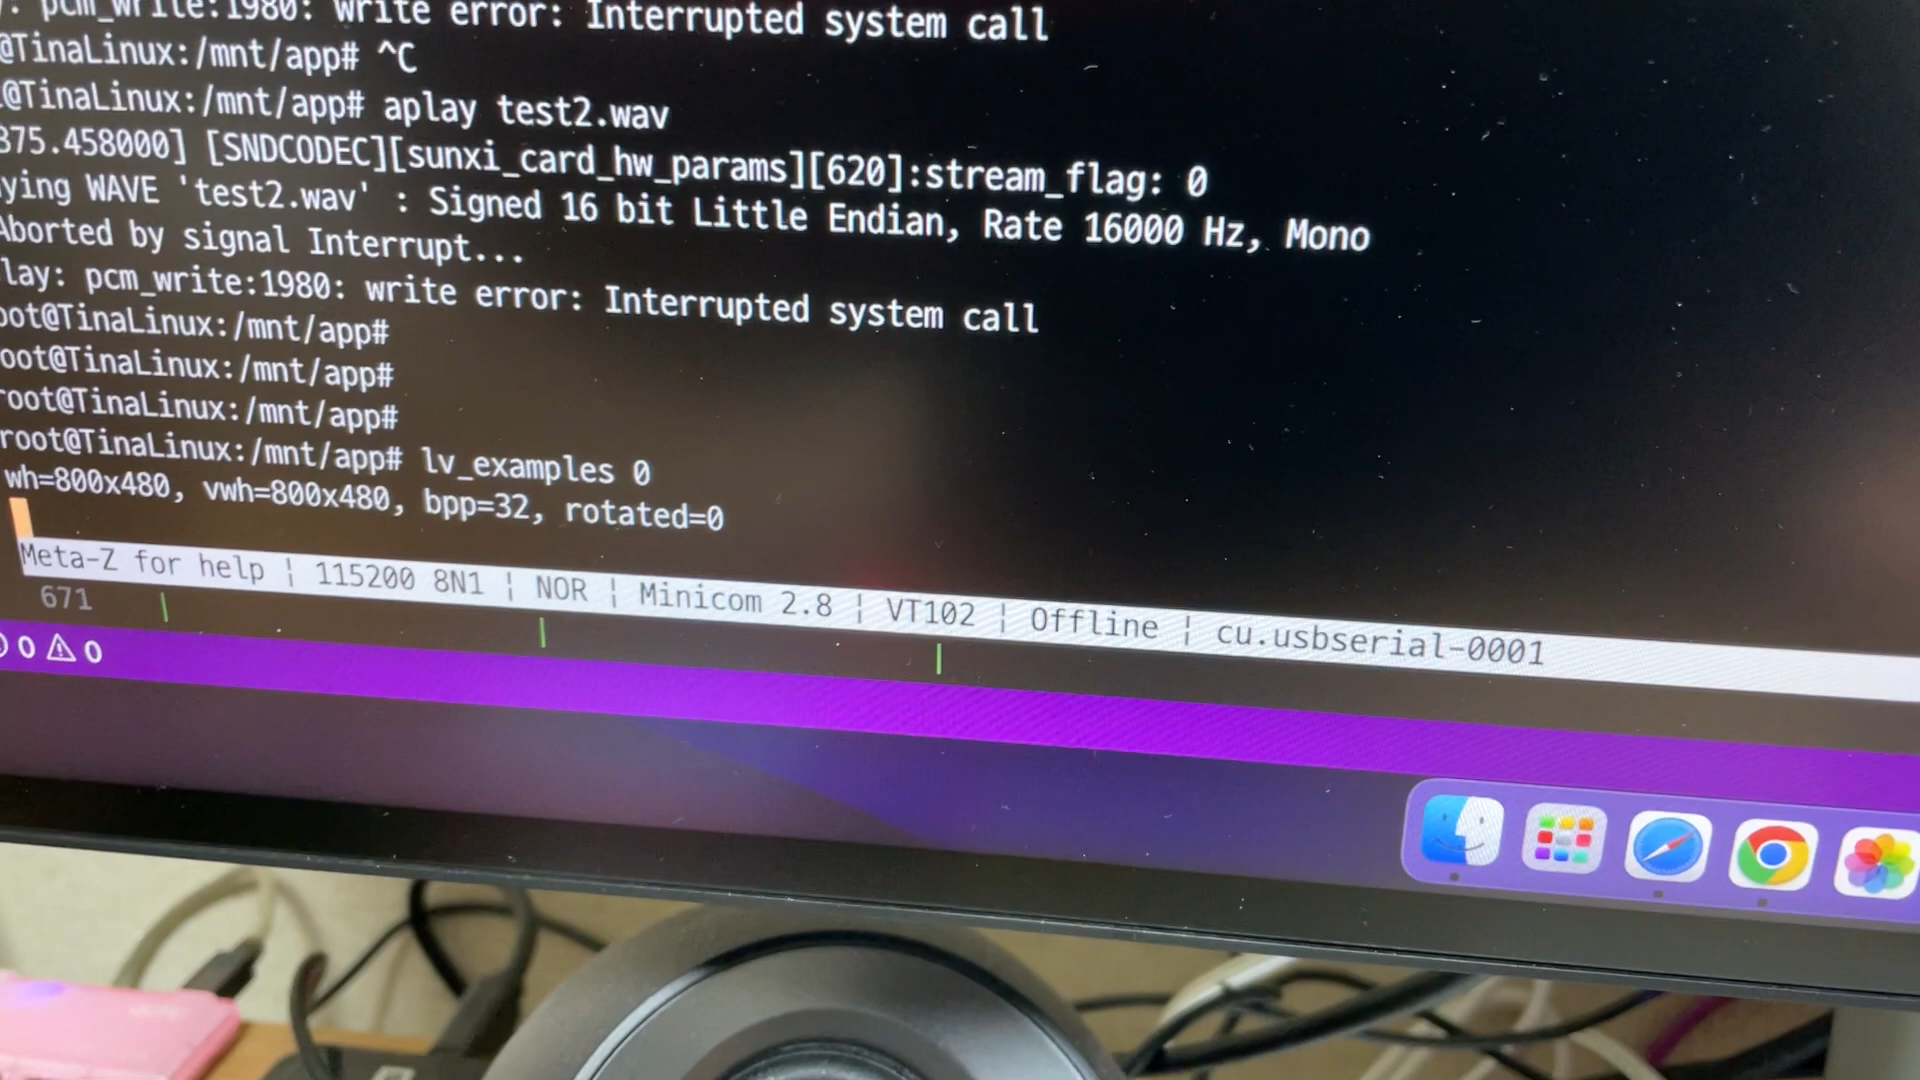 : pcm_write:1980: write error: Interrupted system call
@TinaLinux:/mnt/app# ^C
@TinaLinux:/mnt/app# aplay test2.wav
375.458000] [SNDCODEC][sunxi_card_hw_params][620]:stream_flag: 0
ying WAVE 'test2.wav' : Signed 16 bit Little Endian, Rate 16000 Hz, Mono
Aborted by signal Interrupt...
lay: pcm_write:1980: write error: Interrupted system call
oot@TinaLinux:/mnt/app#
oot@TinaLinux:/mnt/app#
root@TinaLinux:/mnt/app#
root@TinaLinux:/mnt/app# lv_examples 0
wh=800x480, vwh=800x480, bpp=32, rotated=0
Meta-Z for help ¦ 115200 8N1 ¦ NOR ¦ Minicom 2.8 ¦ VT102 ¦ Offline ¦ cu.usbserial-0001
671
0 0